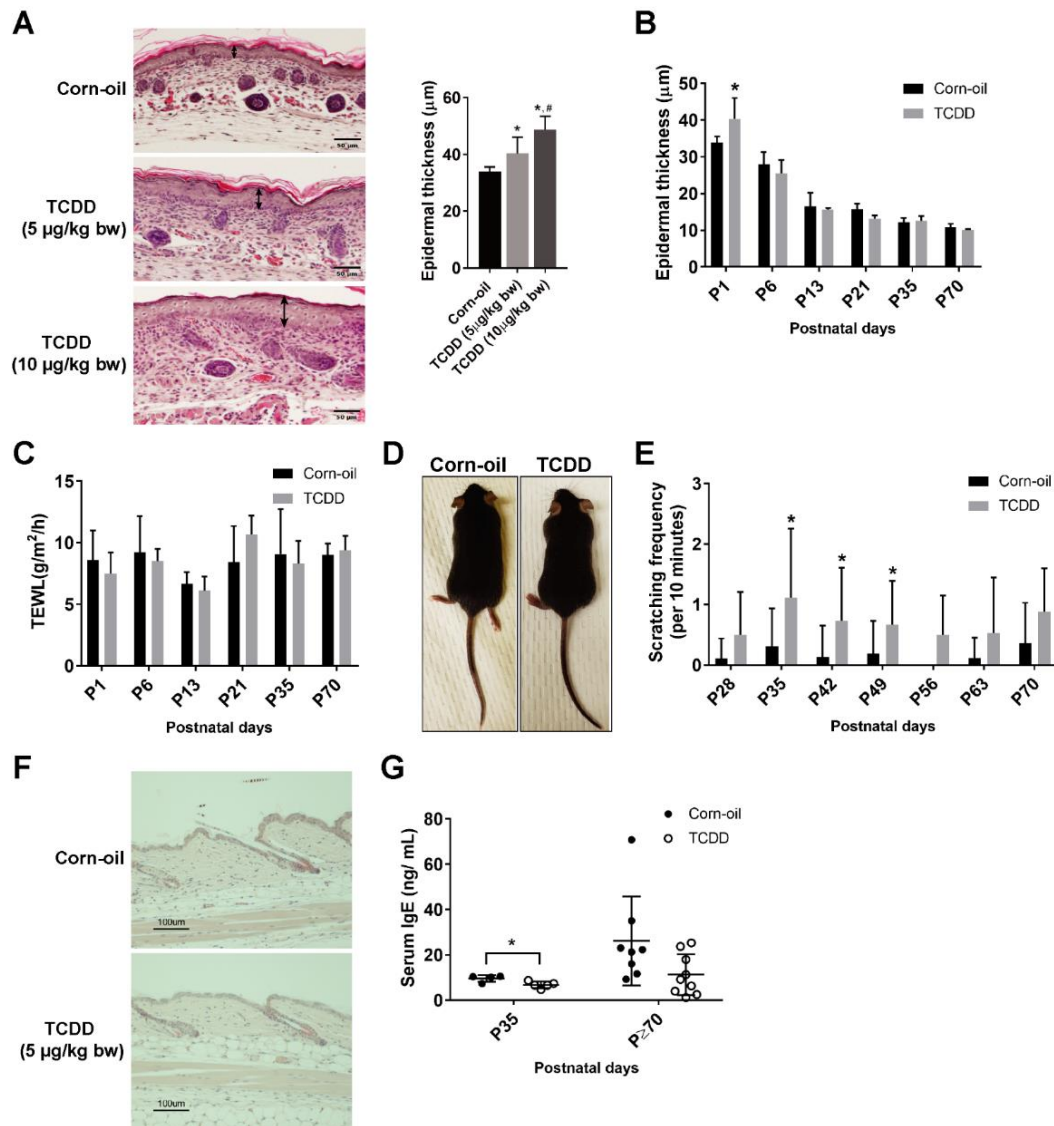 A
Corn-oil
50 µm
TCDD
(5 µg/kg bw)
50 µm
TCDD
(10 µg/kg bw)
50 µm
Epidermal thickness (µm)
60
40
20
0
*
*,#
Corn-oil
TCDD (5µg/kg bw)
TCDD (10µg/kg bw)
B
Epidermal thickness (µm)
50
40
30
20
10
0
*
Corn-oil
TCDD
P1
P6
P13
P21
P35
P70
Postnatal days
C
TEWL(g/m²/h)
15
10
5
0
Corn-oil
TCDD
P1
P6
P13
P21
P35
P70
Postnatal days
D
Corn-oil
TCDD
E
Scratching frequency
(per 10 minutes)
3
2
1
0
*
*
*
Corn-oil
TCDD
P28
P35
P42
P49
P56
P63
P70
Postnatal days
F
Corn-oil
100um
TCDD
(5 µg/kg bw)
100um
G
Serum IgE (ng/ mL)
80
60
40
20
0
*
Corn-oil
TCDD
P35
P≥70
Postnatal days